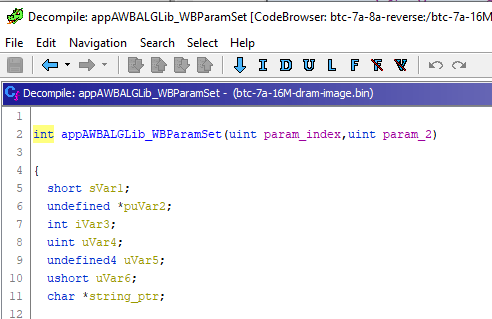 Decompile: appAWBALGLib_WBParamSet [CodeBrowser: btc-7a-8a-reverse:/btc-7a-16M
File Edit Navigation Search Select Help
I D U L F F V
Decompile: appAWBALGLib_WBParamSet - (btc-7a-16M-dram-image.bin)
1
2 int appAWBALGLib_WBParamSet(uint param_index,uint param_2)
3
4 {
5 short sVar1;
6 undefined *puVar2;
7 int iVar3;
8 uint uVar4;
9 undefined4 uVar5;
10 ushort uVar6;
11 char *string_ptr;
12